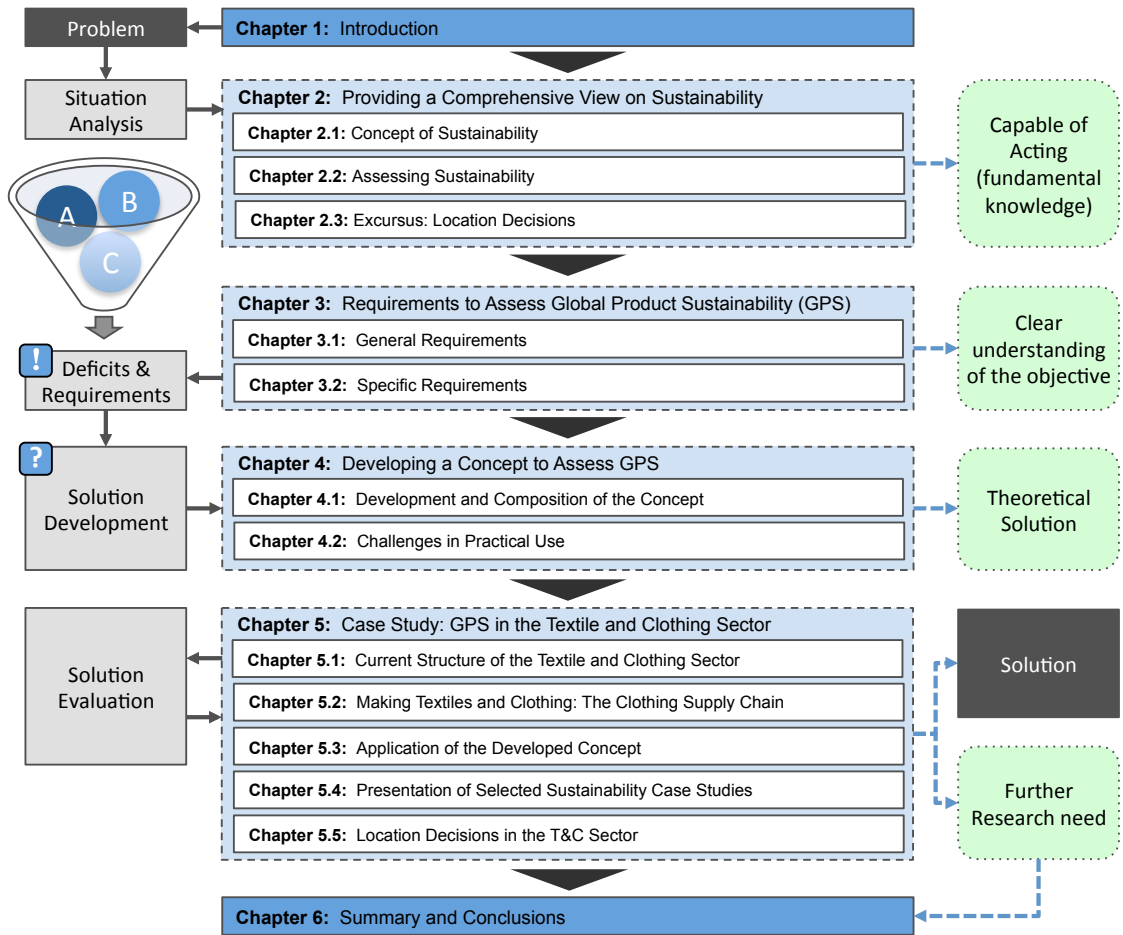 Problem
Chapter 1: Introduction
Situation
Analysis
Chapter 2: Providing a Comprehensive View on Sustainability
Chapter 2.1: Concept of Sustainability
Chapter 2.2: Assessing Sustainability
Chapter 2.3: Excursus: Location Decisions
Capable of
Acting
(fundamental
knowledge)
A
B
C
Chapter 3: Requirements to Assess Global Product Sustainability (GPS)
Chapter 3.1: General Requirements
Chapter 3.2: Specific Requirements
!
Deficits &
Requirements
Clear
understanding
of the objective
?
Solution
Development
Chapter 4: Developing a Concept to Assess GPS
Chapter 4.1: Development and Composition of the Concept
Chapter 4.2: Challenges in Practical Use
Theoretical
Solution
Solution
Evaluation
Chapter 5: Case Study: GPS in the Textile and Clothing Sector
Chapter 5.1: Current Structure of the Textile and Clothing Sector
Chapter 5.2: Making Textiles and Clothing: The Clothing Supply Chain
Chapter 5.3: Application of the Developed Concept
Chapter 5.4: Presentation of Selected Sustainability Case Studies
Chapter 5.5: Location Decisions in the T&C Sector
Solution
Further
Research need
Chapter 6: Summary and Conclusions